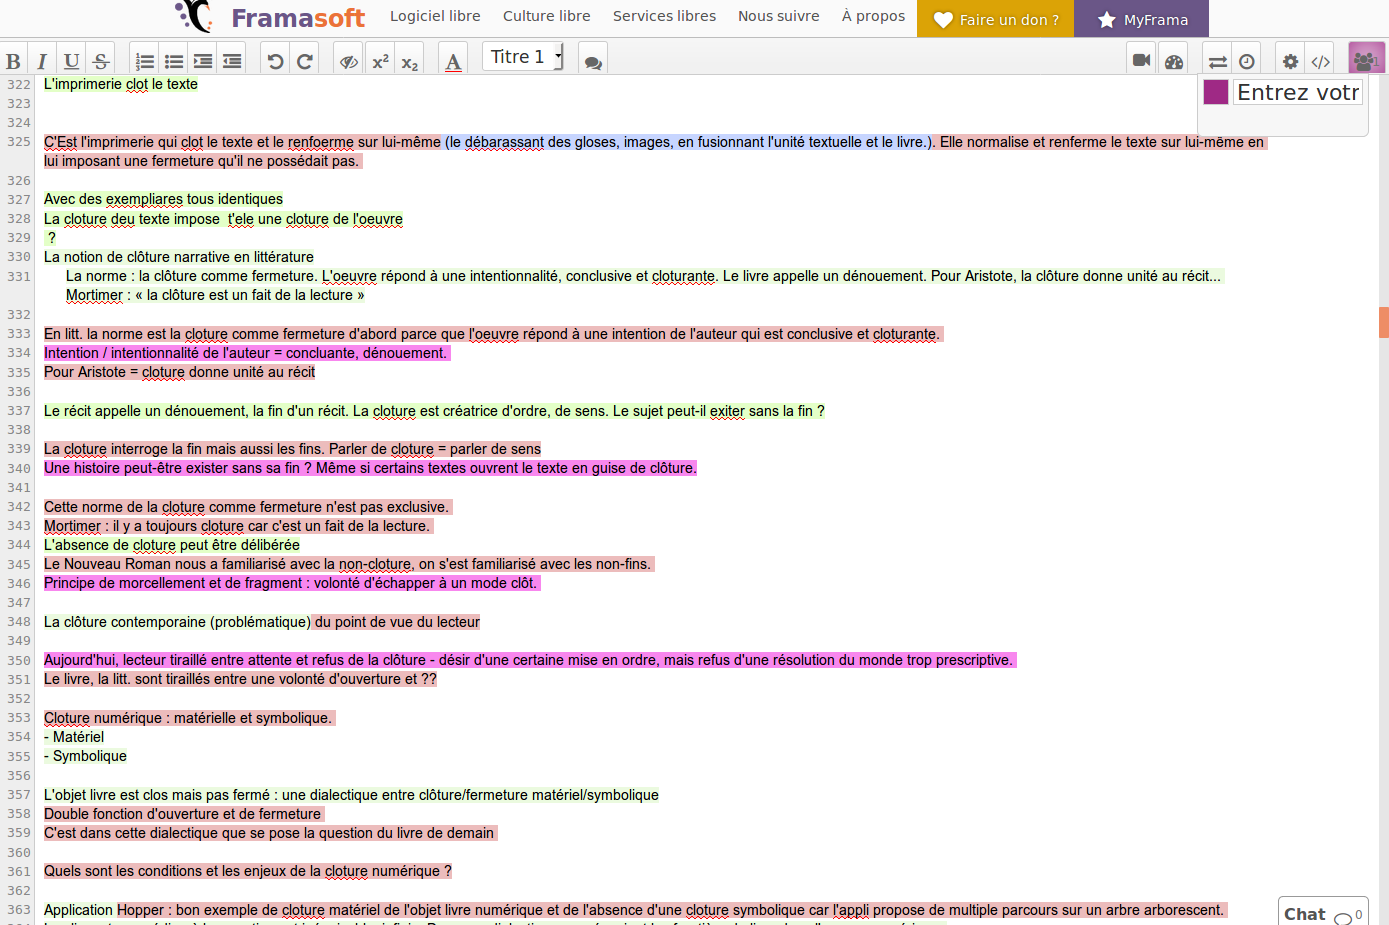 Framasoft Logiciel libre Culture libre Services libres Nous suivre À propos Faire un don ? MyFrama
B I U S x² x₂ A Titre 1 </> 1
Entrez votr
322 L'imprimerie clot le texte
323
324
325 C'Est l'imprimerie qui clot le texte et le renfoerme sur lui-même (le débarassant des gloses, images, en fusionnant l'unité textuelle et le livre.). Elle normalise et renferme le texte sur lui-même en
lui imposant une fermeture qu'il ne possédait pas.
326
327 Avec des exempliares tous identiques
328 La cloture deu texte impose t'ele une cloture de l'oeuvre
329 ?
330 La notion de clôture narrative en littérature
331 La norme : la clôture comme fermeture. L'oeuvre répond à une intentionnalité, conclusive et cloturante. Le livre appelle un dénouement. Pour Aristote, la clôture donne unité au récit...
Mortimer : « la clôture est un fait de la lecture »
332
333 En litt. la norme est la cloture comme fermeture d'abord parce que l'oeuvre répond à une intention de l'auteur qui est conclusive et cloturante.
334 Intention / intentionnalité de l'auteur = concluante, dénouement.
335 Pour Aristote = cloture donne unité au récit
336
337 Le récit appelle un dénouement, la fin d'un récit. La cloture est créatrice d'ordre, de sens. Le sujet peut-il exiter sans la fin ?
338
339 La cloture interroge la fin mais aussi les fins. Parler de cloture = parler de sens
340 Une histoire peut-être exister sans sa fin ? Même si certains textes ouvrent le texte en guise de clôture.
341
342 Cette norme de la cloture comme fermeture n'est pas exclusive.
343 Mortimer : il y a toujours cloture car c'est un fait de la lecture.
344 L'absence de cloture peut être délibérée
345 Le Nouveau Roman nous a familiarisé avec la non-cloture, on s'est familiarisé avec les non-fins.
346 Principe de morcellement et de fragment : volonté d'échapper à un mode clôt.
347
348 La clôture contemporaine (problématique) du point de vue du lecteur
349
350 Aujourd'hui, lecteur tiraillé entre attente et refus de la clôture - désir d'une certaine mise en ordre, mais refus d'une résolution du monde trop prescriptive.
351 Le livre, la litt. sont tiraillés entre une volonté d'ouverture et ??
352
353 Cloture numérique : matérielle et symbolique.
354 - Matériel
355 - Symbolique
356
357 L'objet livre est clos mais pas fermé : une dialectique entre clôture/fermeture matériel/symbolique
358 Double fonction d'ouverture et de fermeture
359 C'est dans cette dialectique que se pose la question du livre de demain
360
361 Quels sont les conditions et les enjeux de la cloture numérique ?
362
363 Application Hopper : bon exemple de cloture matériel de l'objet livre numérique et de l'absence d'une cloture symbolique car l'appli propose de multiple parcours sur un arbre arborescent.
Chat 0